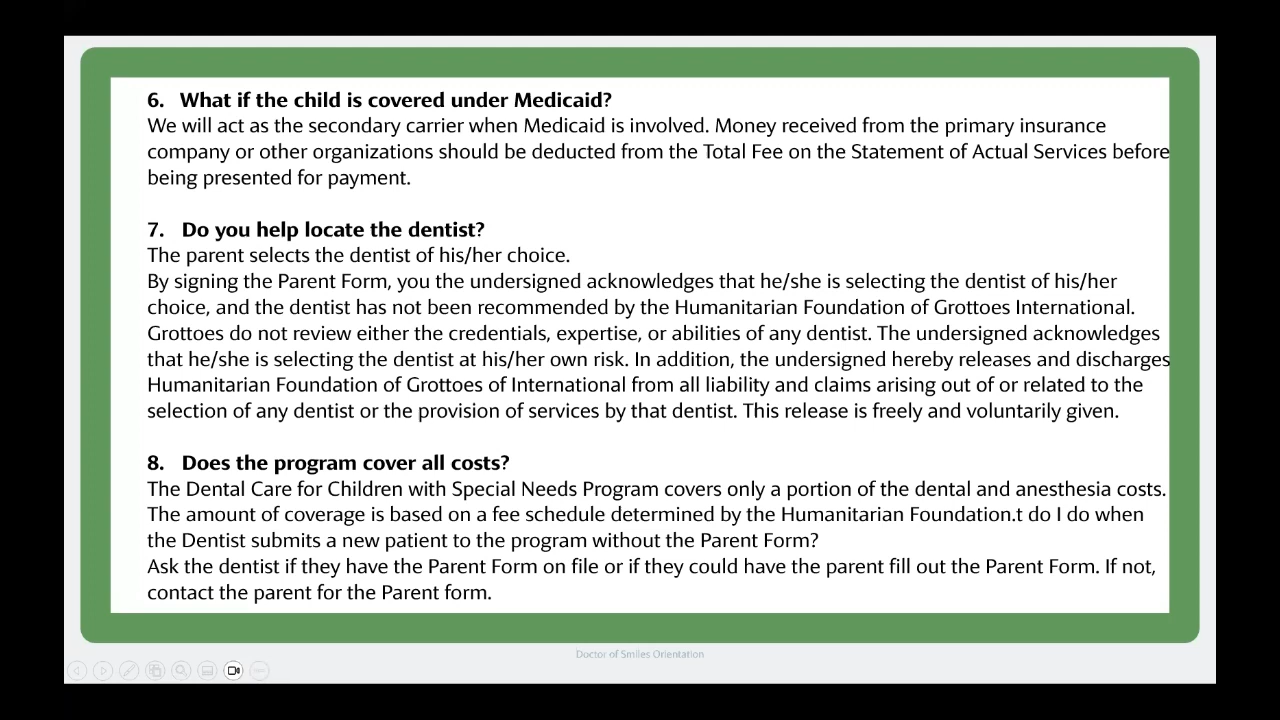 6. What if the child is covered under Medicaid?
We will act as the secondary carrier when Medicaid is involved. Money received from the primary insurance
company or other organizations should be deducted from the Total Fee on the Statement of Actual Services before
being presented for payment.
7. Do you help locate the dentist?
The parent selects the dentist of his/her choice.
By signing the Parent Form, you the undersigned acknowledges that he/she is selecting the dentist of his/her
choice, and the dentist has not been recommended by the Humanitarian Foundation of Grottoes International.
Grottoes do not review either the credentials, expertise, or abilities of any dentist. The undersigned acknowledges
that he/she is selecting the dentist at his/her own risk. In addition, the undersigned hereby releases and discharges
Humanitarian Foundation of Grottoes of International from all liability and claims arising out of or related to the
selection of any dentist or the provision of services by that dentist. This release is freely and voluntarily given.
8. Does the program cover all costs?
The Dental Care for Children with Special Needs Program covers only a portion of the dental and anesthesia costs.
The amount of coverage is based on a fee schedule determined by the Humanitarian Foundation.t do I do when
the Dentist submits a new patient to the program without the Parent Form?
Ask the dentist if they have the Parent Form on file or if they could have the parent fill out the Parent Form. If not,
contact the parent for the Parent form.
Doctor of Smiles Orientation